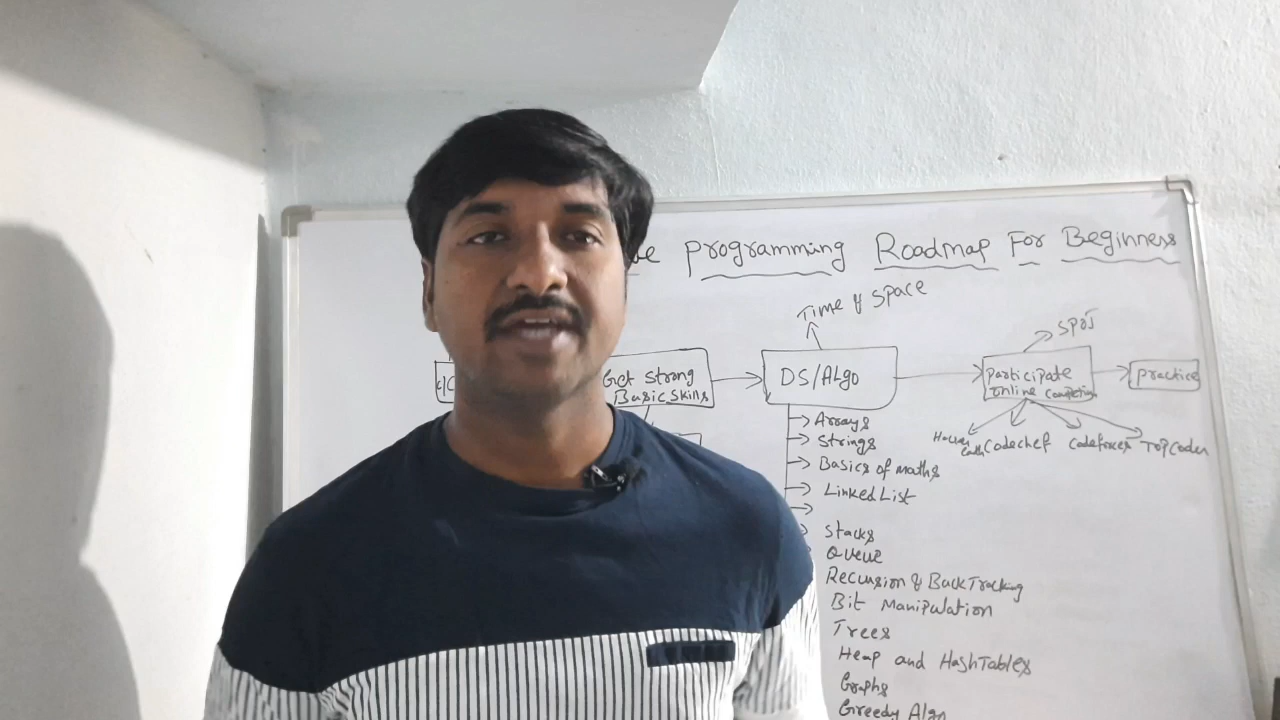 ve Programming Roadmap For Beginners
Time & Space
SPOJ
Get Strong
Basic Skills
DS/ALgo
participate
online Competition
practice
Codechef Codeforces TopCoder
Arrays
Strings
Basics of maths
Linked List
Stacks
Queue
Recursion & BackTracking
Bit Manipulation
Trees
Heap and HashTables
Graphs
Greedy Algo